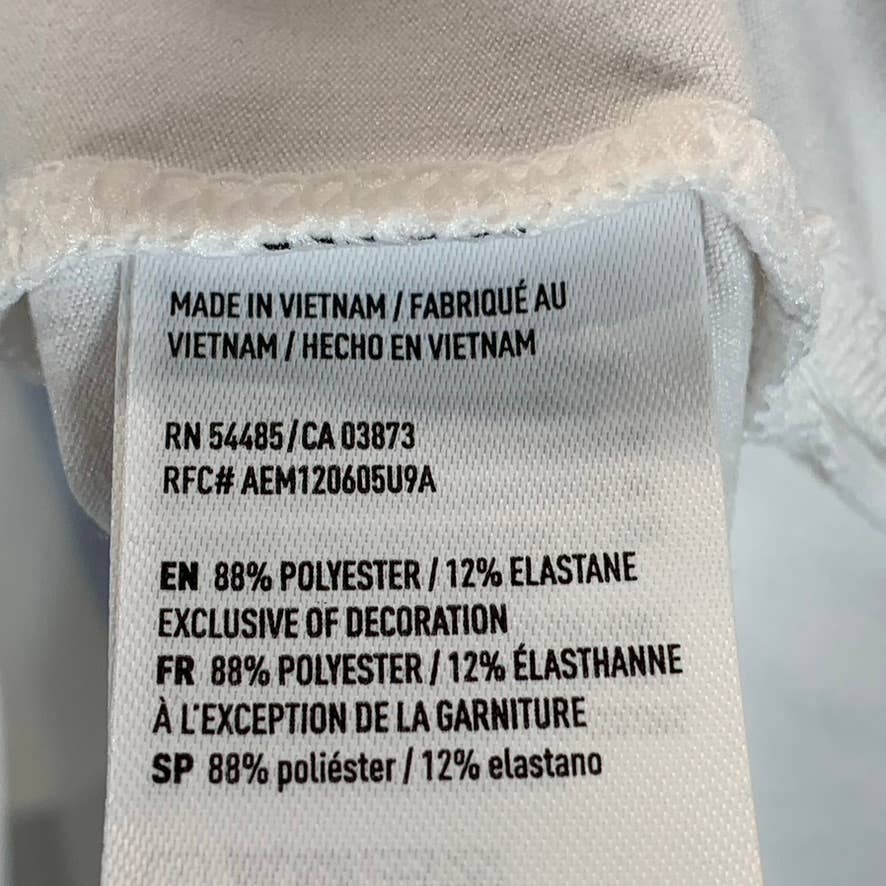 MADE IN VIETNAM / FABRIQUÉ AU
VIETNAM / HECHO EN VIETNAM
RN 54485/CA 03873
RFC# AEM120605U9A
EN 88% POLYESTER / 12% ELASTANE
EXCLUSIVE OF DECORATION
FR 88% POLYESTER / 12% ÉLASTHANNE
À L'EXCEPTION DE LA GARNITURE
SP 88% poliéster / 12% elastano